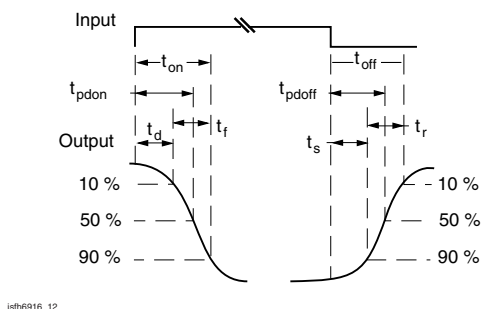 Input
ton toff
tpdon tpdoff
tf tr
Output td ts
10 % 10 %
50 % 50 %
90 % 90 %
isfh6916_12